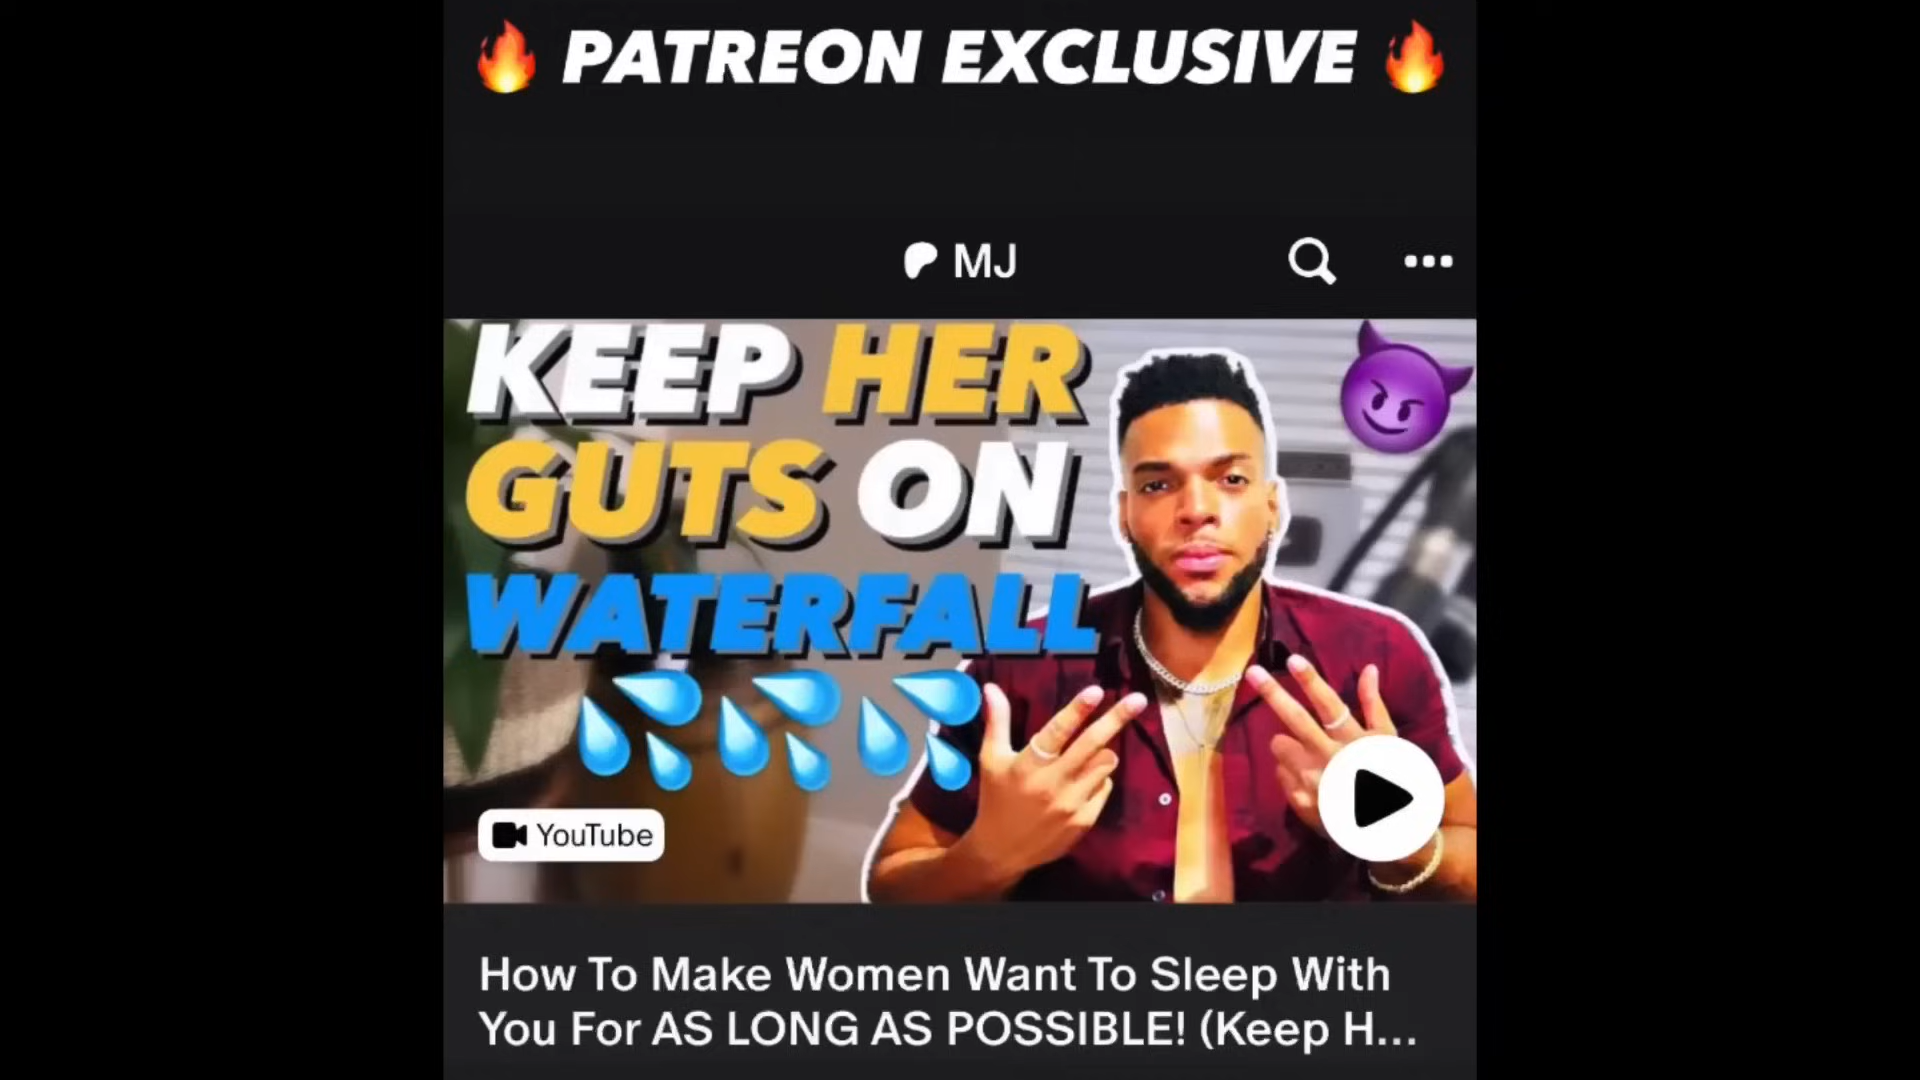 PATREON EXCLUSIVE
MJ
KEEP HER
GUTS ON
WATERFALL
YouTube
How To Make Women Want To Sleep With
You For AS LONG AS POSSIBLE! (Keep H...